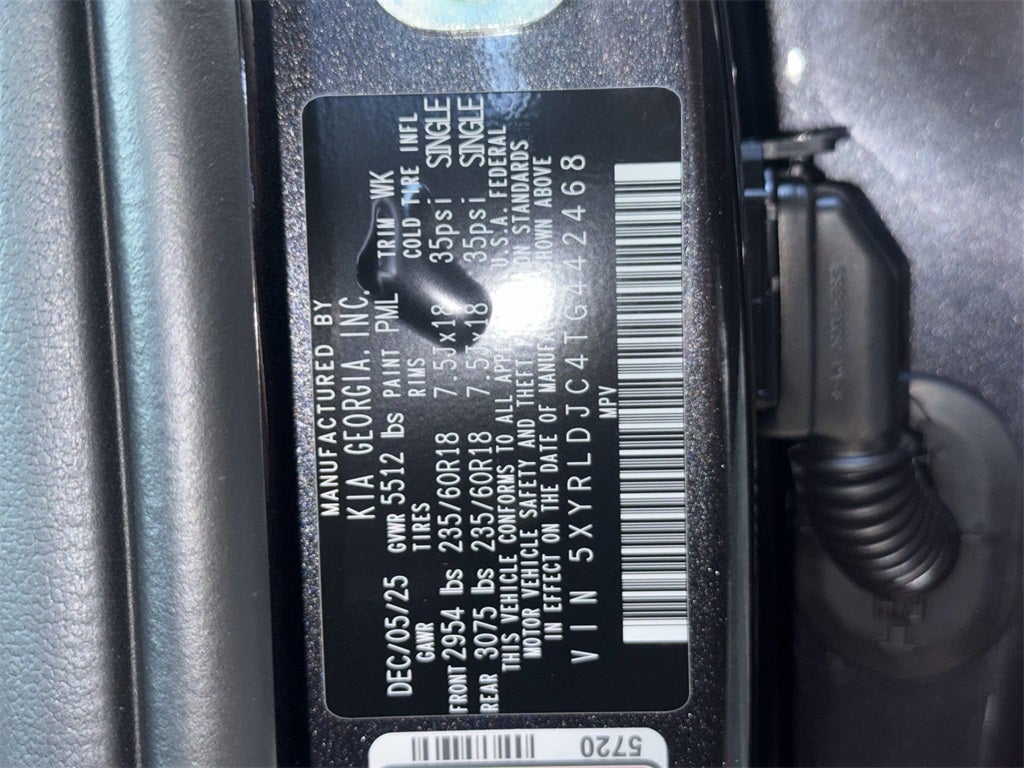 MANUFACTURED BY
KIA GEORGIA, INC.
DEC/05/25 GVWR 5512 lbs PAINT PML TRIM WK
GAWR TIRES RIMS COLD TIRE INFL
FRONT 2954 lbs 235/60R18 7.5Jx18 35psi SINGLE
REAR 3075 lbs 235/60R18 7.5 18 35psi SINGLE
THIS VEHICLE CONFORMS TO ALL U.S.A. FEDERAL
MOTOR VEHICLE SAFETY AND THEFT STANDARDS
IN EFFECT ON THE DATE OF SHOWN ABOVE
VIN 5XYRLDJC4TG442468
MPV
5720